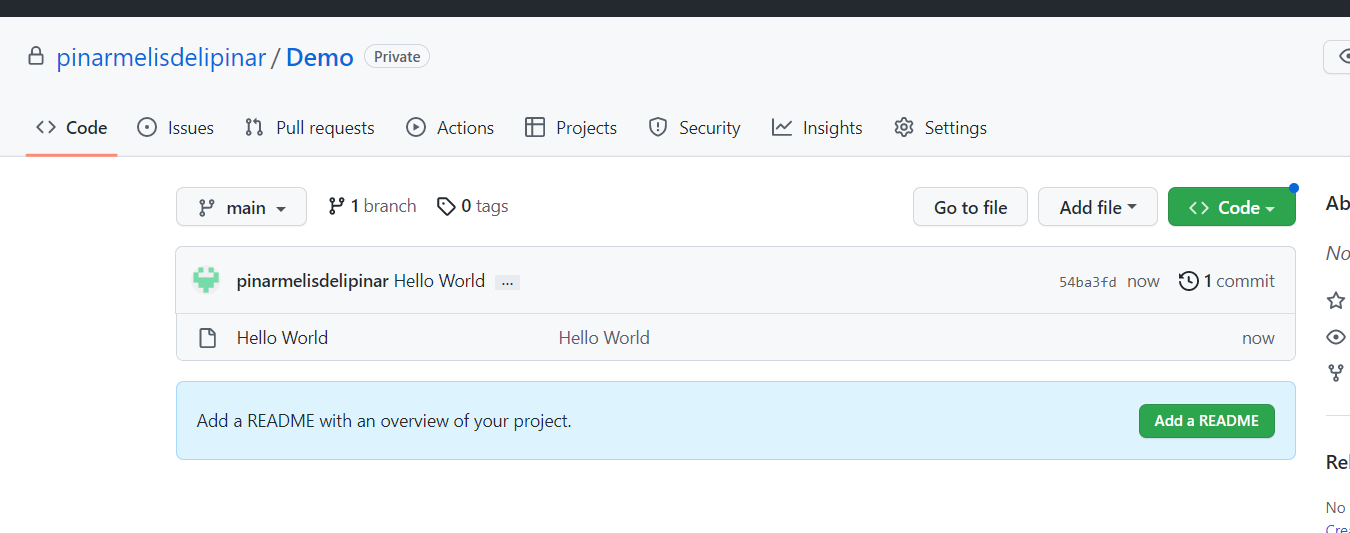 pinarmelisdelipinar / Demo Private
Code Issues Pull requests Actions Projects Security Insights Settings
main 1 branch 0 tags Go to file Add file Code
pinarmelisdelipinar Hello World ... 54ba3fd now 1 commit
Hello World Hello World now
Add a README with an overview of your project. Add a README
Ab
No
Rel
No
Crea